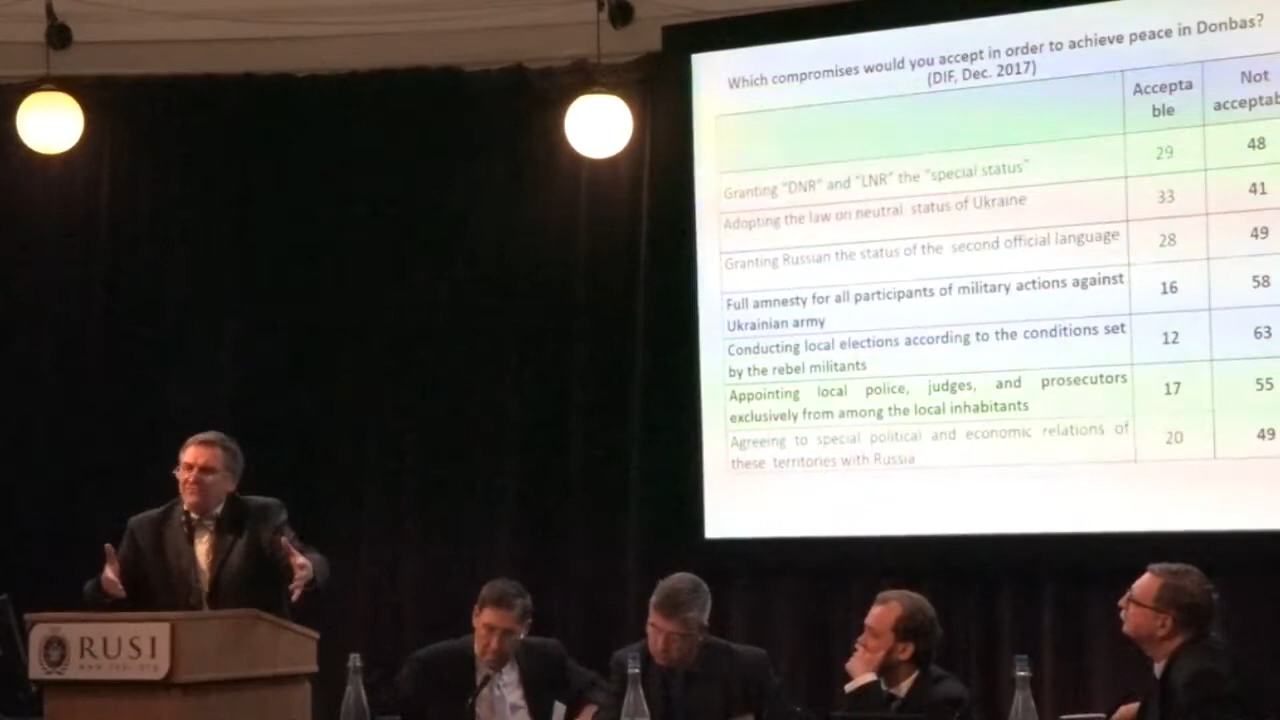 Which compromises would you accept in order to achieve peace in Donbas?
(DIF, Dec. 2017)
Accepta
ble
Not
acceptab
Granting “DNR” and “LNR” the “special status”
29
48
Adopting the law on neutral status of Ukraine
33
41
Granting Russian the status of the second official language
28
49
Full amnesty for all participants of military actions against
Ukrainian army
16
58
Conducting local elections according to the conditions set
by the rebel militants
12
63
Appointing local police, judges, and prosecutors
exclusively from among the local inhabitants
17
55
Agreeing to special political and economic relations of
these territories with Russia
20
49
RUSI